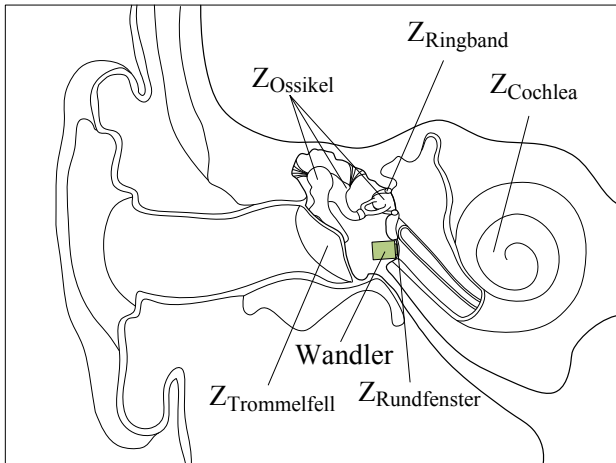 Z_Ringband
Z_Ossikel
Z_Cochlea
Wandler
Z_Trommelfell
Z_Rundfenster